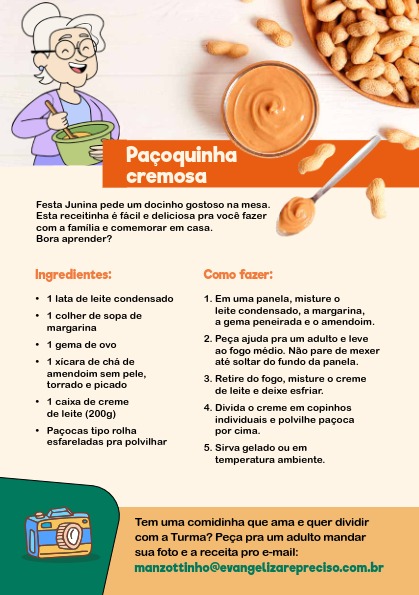 Paçoquinha
cremosa
Festa Junina pede um docinho gostoso na mesa.
Esta receitinha é fácil e deliciosa pra você fazer
com a família e comemorar em casa.
Bora aprender?
Ingredientes:
• 1 lata de leite condensado
• 1 colher de sopa de
margarina
• 1 gema de ovo
• 1 xícara de chá de
amendoim sem pele,
torrado e picado
• 1 caixa de creme
de leite (200g)
• Paçocas tipo rolha
esfareladas pra polvilhar
Como fazer:
1. Em uma panela, misture o
leite condensado, a margarina,
a gema peneirada e o amendoim.
2. Peça ajuda pra um adulto e leve
ao fogo médio. Não pare de mexer
até soltar do fundo da panela.
3. Retire do fogo, misture o creme
de leite e deixe esfriar.
4. Divida o creme em copinhos
individuais e polvilhe paçoca
por cima.
5. Sirva gelado ou em
temperatura ambiente.
Tem uma comidinha que ama e quer dividir
com a Turma? Peça pra um adulto mandar
sua foto e a receita pro e-mail:
manzottinho@evangelizarepreciso.com.br